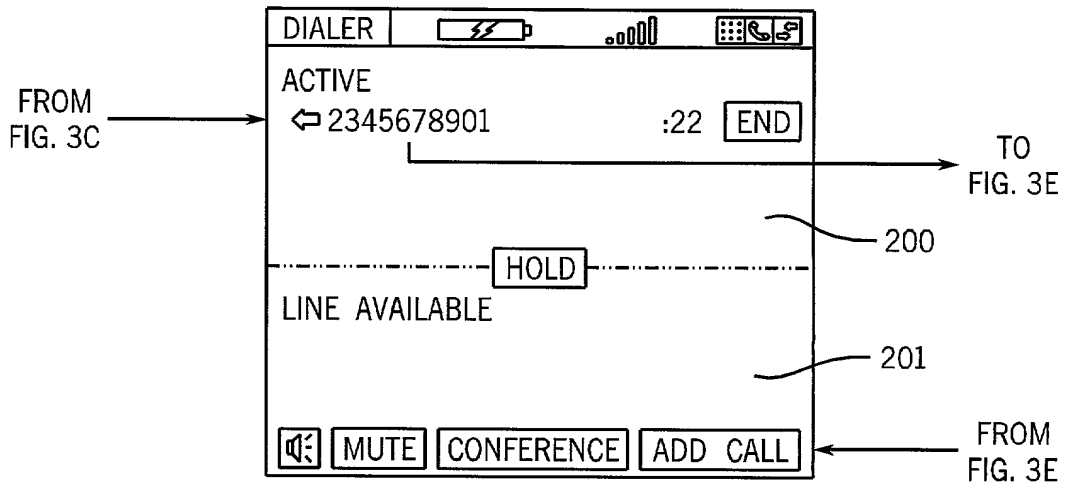 DIALER
ACTIVE
FROM
FIG. 3C
2345678901 :22 END
TO
FIG. 3E
200
HOLD
LINE AVAILABLE
201
MUTE CONFERENCE ADD CALL
FROM
FIG. 3E